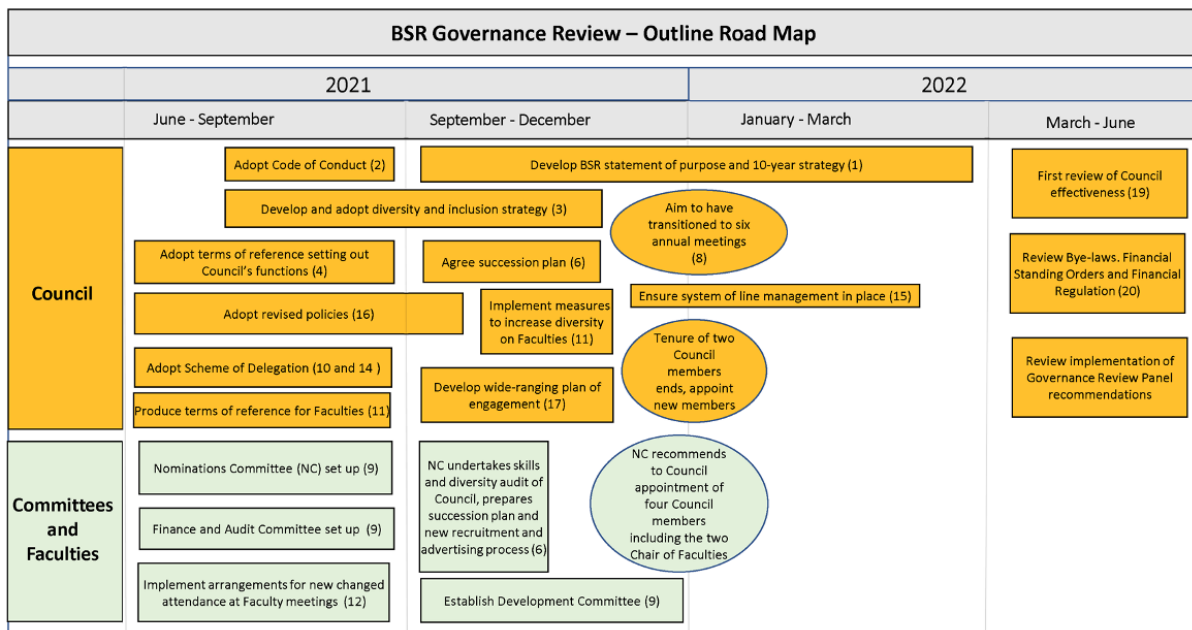 BSR Governance Review – Outline Road Map
2021
2022
June - September
September - December
January - March
March - June
Council
Adopt Code of Conduct (2)
Develop BSR statement of purpose and 10-year strategy (1)
First review of Council
effectiveness (19)
Develop and adopt diversity and inclusion strategy (3)
Aim to have
transitioned to six
annual meetings
(8)
Adopt terms of reference setting out
Council's functions (4)
Agree succession plan (6)
Review Bye-laws. Financial
Standing Orders and Financial
Regulation (20)
Adopt revised policies (16)
Implement measures
to increase diversity
on Faculties (11)
Ensure system of line management in place (15)
Adopt Scheme of Delegation (10 and 14 )
Develop wide-ranging plan of
engagement (17)
Tenure of two
Council
members
ends, appoint
new members
Review implementation of
Governance Review Panel
recommendations
Produce terms of reference for Faculties (11)
Committees
and
Faculties
Nominations Committee (NC) set up (9)
NC undertakes skills
and diversity audit of
Council, prepares
succession plan and
new recruitment and
advertising process (6)
NC recommends
to Council
appointment of
four Council
members
including the two
Chair of Faculties
Finance and Audit Committee set up (9)
Implement arrangements for new changed
attendance at Faculty meetings (12)
Establish Development Committee (9)